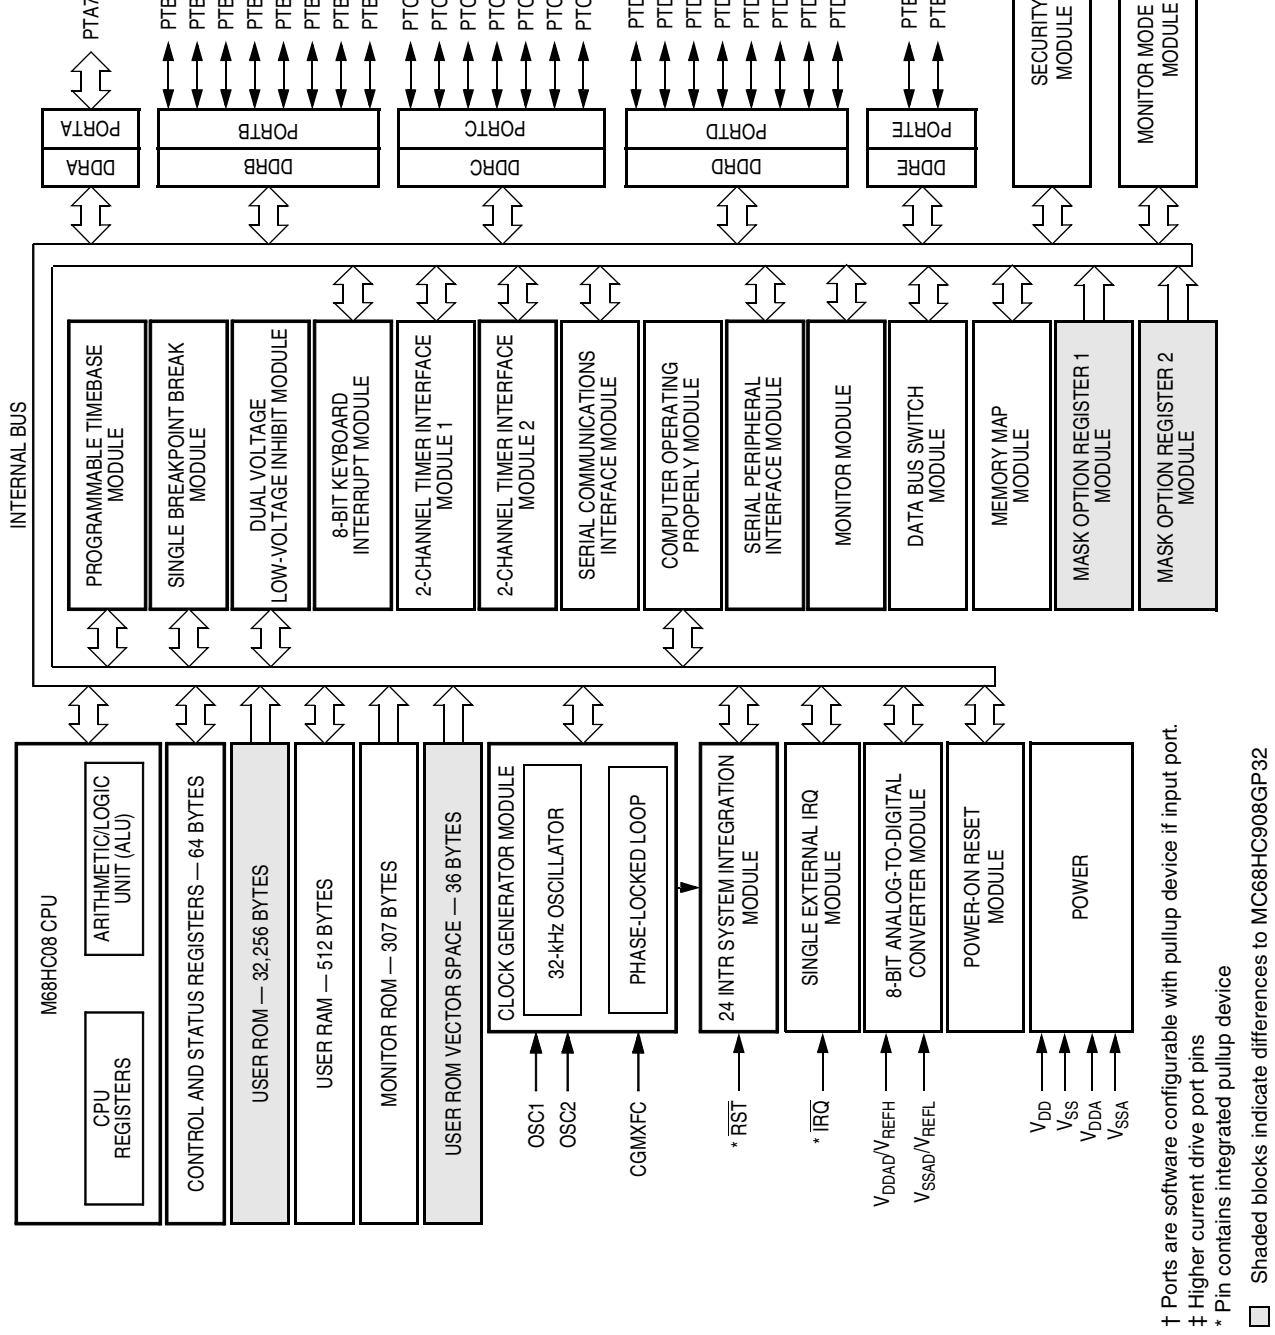 INTERNAL BUS
M68HC08 CPU
CPU
REGISTERS
ARITHMETIC/LOGIC
UNIT (ALU)
CONTROL AND STATUS REGISTERS — 64 BYTES
USER ROM — 32,256 BYTES
USER RAM — 512 BYTES
MONITOR ROM — 307 BYTES
USER ROM VECTOR SPACE — 36 BYTES
CLOCK GENERATOR MODULE
32-kHz OSCILLATOR
PHASE-LOCKED LOOP
OSC1
OSC2
CGMXFC
24 INTR SYSTEM INTEGRATION
MODULE
* RST
SINGLE EXTERNAL IRQ
MODULE
* IRQ
8-BIT ANALOG-TO-DIGITAL
CONVERTER MODULE
VDDAD/VREFH
VSSAD/VREFL
POWER-ON RESET
MODULE
POWER
VDD
VSS
VDDA
VSSA
PROGRAMMABLE TIMEBASE
MODULE
SINGLE BREAKPOINT BREAK
MODULE
DUAL VOLTAGE
LOW-VOLTAGE INHIBIT MODULE
8-BIT KEYBOARD
INTERRUPT MODULE
2-CHANNEL TIMER INTERFACE
MODULE 1
2-CHANNEL TIMER INTERFACE
MODULE 2
SERIAL COMMUNICATIONS
INTERFACE MODULE
COMPUTER OPERATING
PROPERLY MODULE
SERIAL PERIPHERAL
INTERFACE MODULE
MONITOR MODULE
DATA BUS SWITCH
MODULE
MEMORY MAP
MODULE
MASK OPTION REGISTER 1
MODULE
MASK OPTION REGISTER 2
MODULE
DDRA
PORTA
PTA7
DDRB
PORTB
DDRC
PORTC
DDRD
PORTD
DDRE
PORTE
SECURITY
MODULE
MONITOR MODE
MODULE
† Ports are software configurable with pullup device if input port.
‡ Higher current drive port pins
* Pin contains integrated pullup device
Shaded blocks indicate differences to MC68HC908GP32